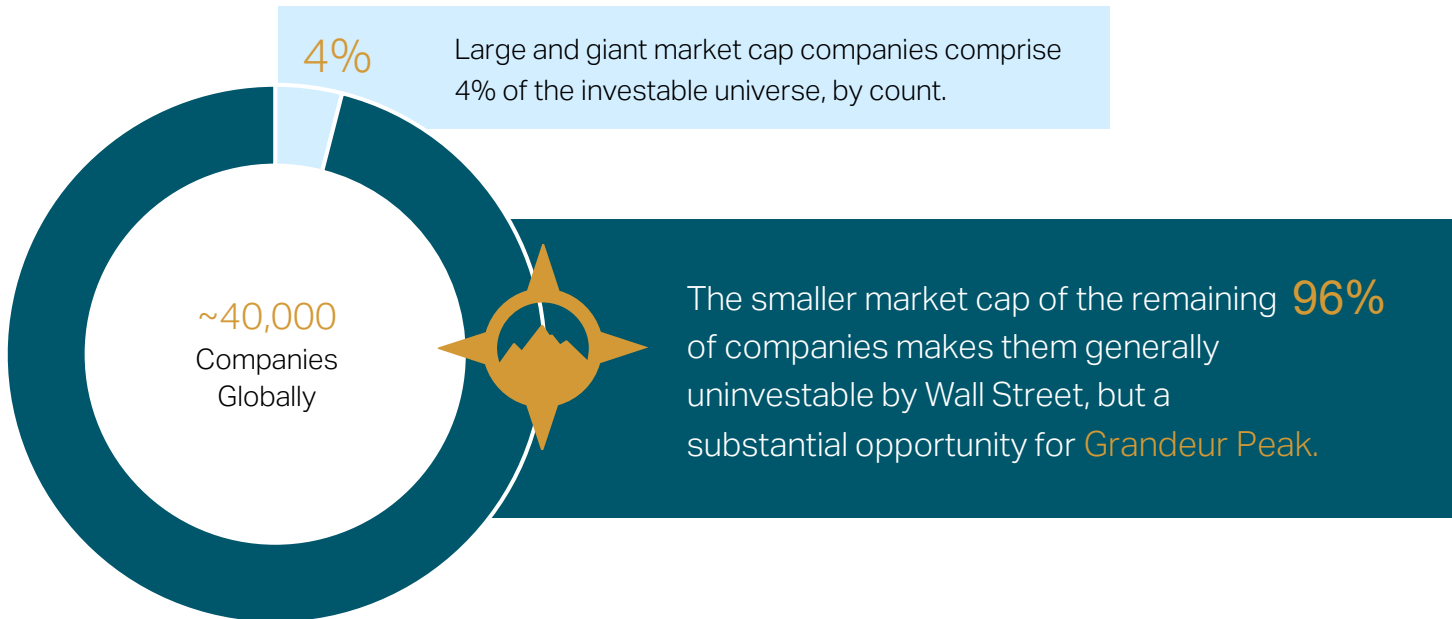 4%
Large and giant market cap companies comprise
4% of the investable universe, by count.
~40,000
Companies
Globally
The smaller market cap of the remaining 96%
of companies makes them generally
uninvestable by Wall Street, but a
substantial opportunity for Grandeur Peak.